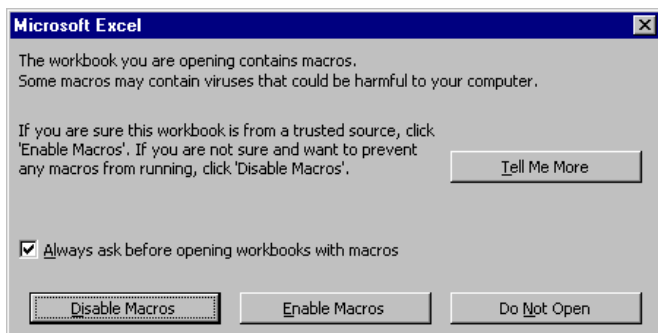 Microsoft Excel
The workbook you are opening contains macros.
Some macros may contain viruses that could be harmful to your computer.
If you are sure this workbook is from a trusted source, click
'Enable Macros'. If you are not sure and want to prevent
any macros from running, click 'Disable Macros'.
Tell Me More
Always ask before opening workbooks with macros
Disable Macros
Enable Macros
Do Not Open